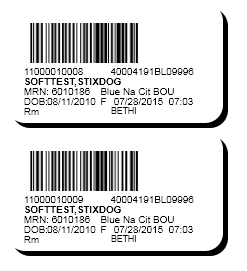 11000010008 40004191BL09996
SOFTTEST,STIXDOG
MRN: 6010186 Blue Na Cit BOU
DOB:08/11/2010 F 07/28/2015 07:03
Rm BETHI
11000010009 40004191BL09996
SOFTTEST,STIXDOG
MRN: 6010186 Blue Na Cit BOU
DOB:08/11/2010 F 07/28/2015 07:03
Rm BETHI